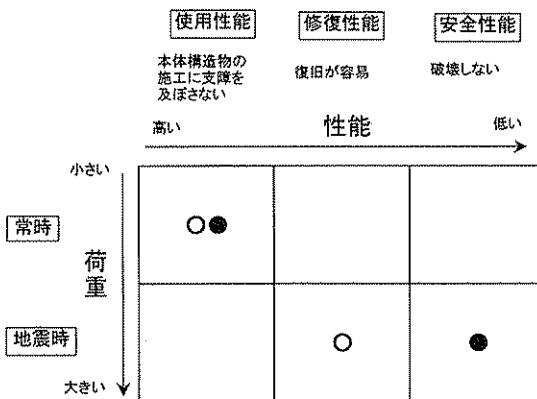 使用性能
修復性能
安全性能
本体構造物の
施工に支障を
及ぼさない
復旧が容易
破壊しない
高い
性能
低い
小さい
常時
荷重
地震時
大きい